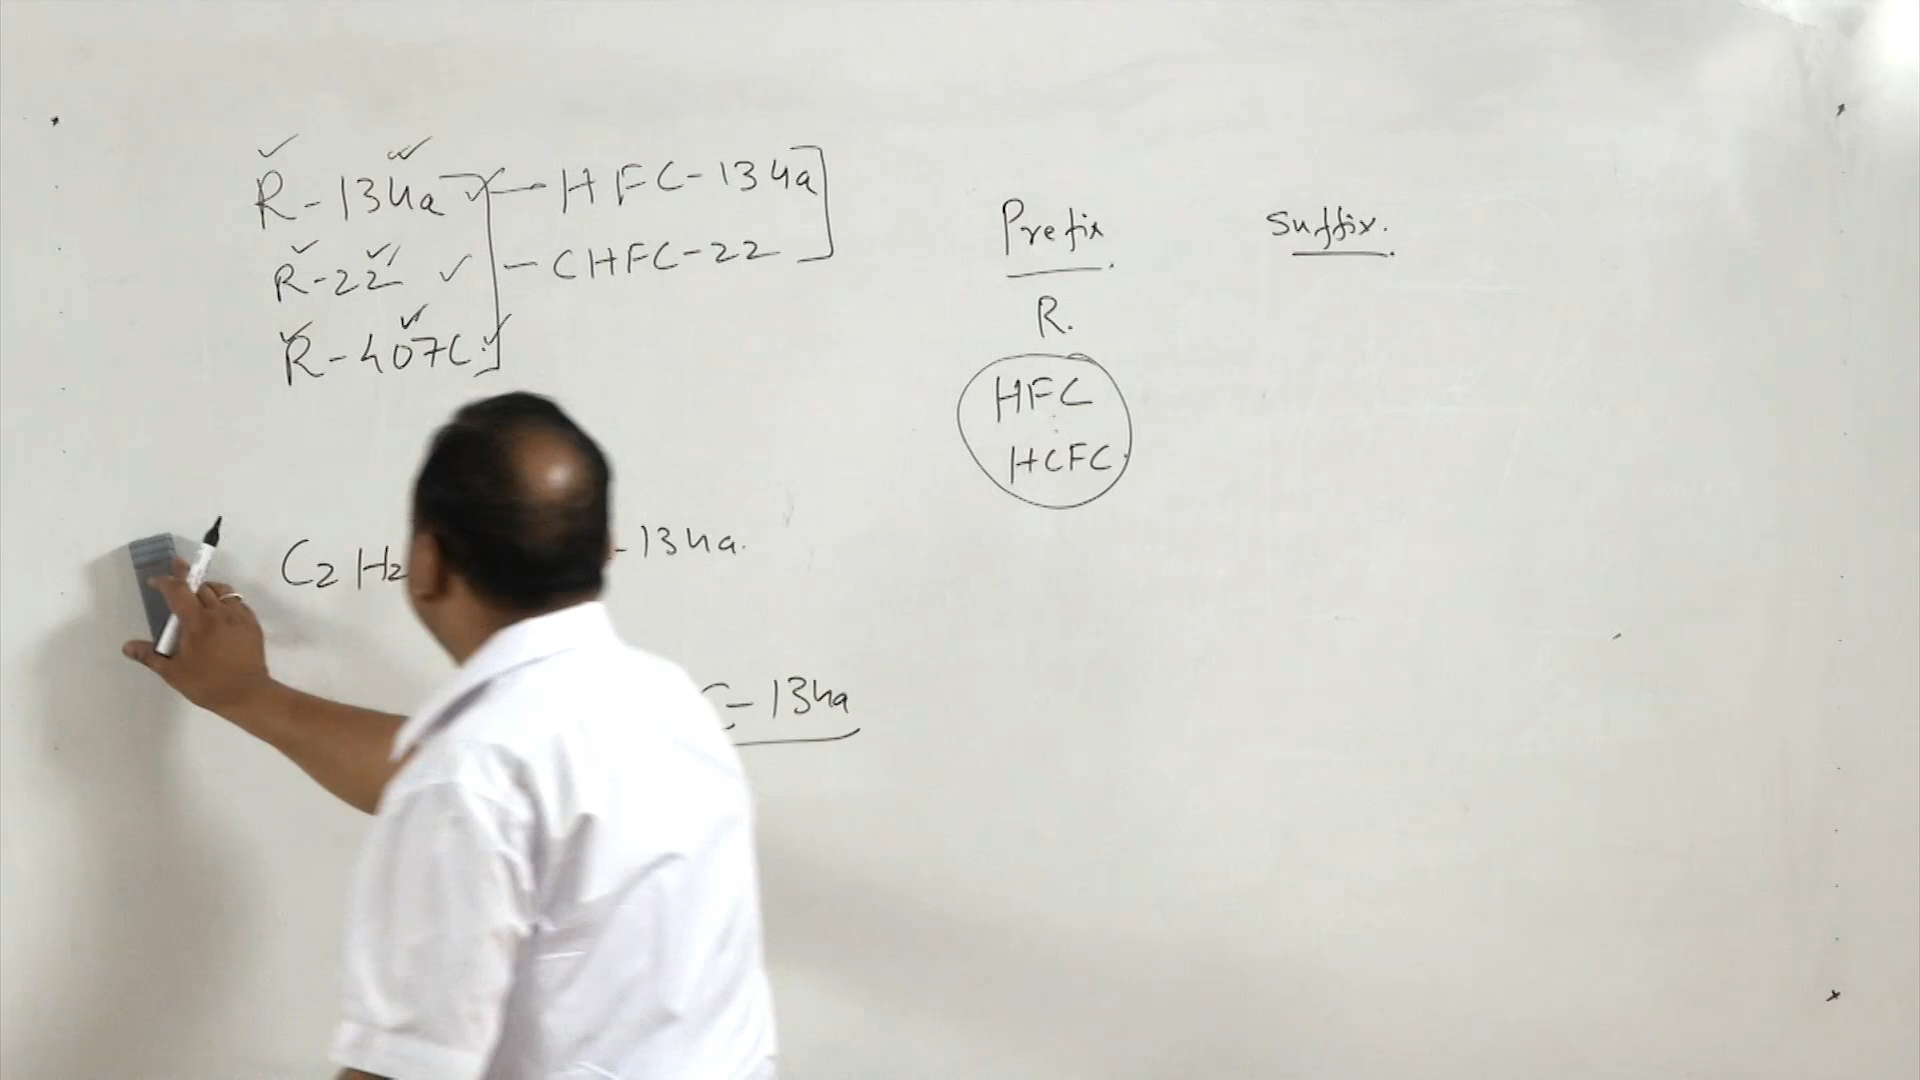 R-134a - HFC-134a
R-22 - CHFC-22
R-407C
Prefix
R.
HFC
HCFC
Suffix.
C2 H2
-134a.
C-134a